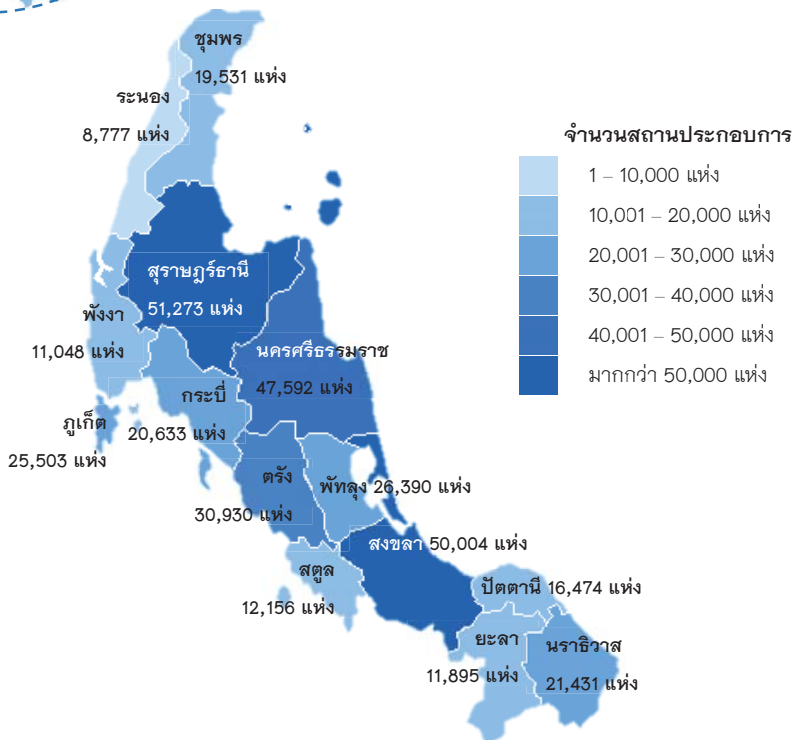 ชุมพร
19,531 แห่ง
ระนอง
8,777 แห่ง
จำนวนสถานประกอบการ
1 – 10,000 แห่ง
10,001 – 20,000 แห่ง
20,001 – 30,000 แห่ง
30,001 – 40,000 แห่ง
40,001 – 50,000 แห่ง
มากกว่า 50,000 แห่ง
สุราษฎร์ธานี
51,273 แห่ง
พังงา
11,048 แห่ง
นครศรีธรรมราช
47,592 แห่ง
กระบี่
20,633 แห่ง
ภูเก็ต
25,503 แห่ง
ตรัง
30,930 แห่ง
พัทลุง 26,390 แห่ง
สงขลา 50,004 แห่ง
สตูล
12,156 แห่ง
ปัตตานี 16,474 แห่ง
ยะลา
11,895 แห่ง
นราธิวาส
21,431 แห่ง